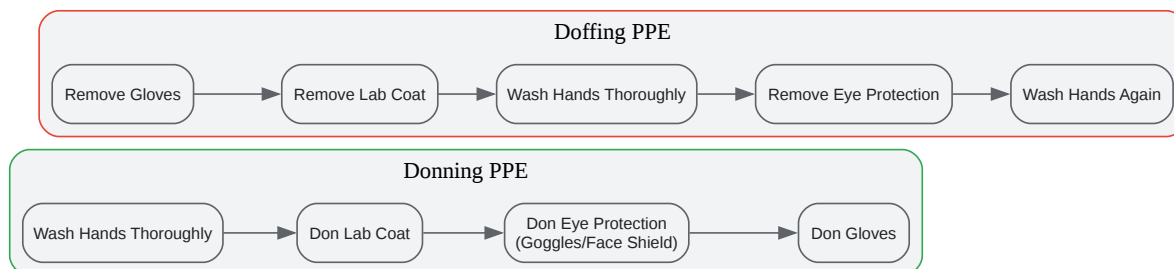 Doffing PPE
Remove Gloves
Remove Lab Coat
Wash Hands Thoroughly
Remove Eye Protection
Wash Hands Again
Donning PPE
Wash Hands Thoroughly
Don Lab Coat
Don Eye Protection
(Goggles/Face Shield)
Don Gloves